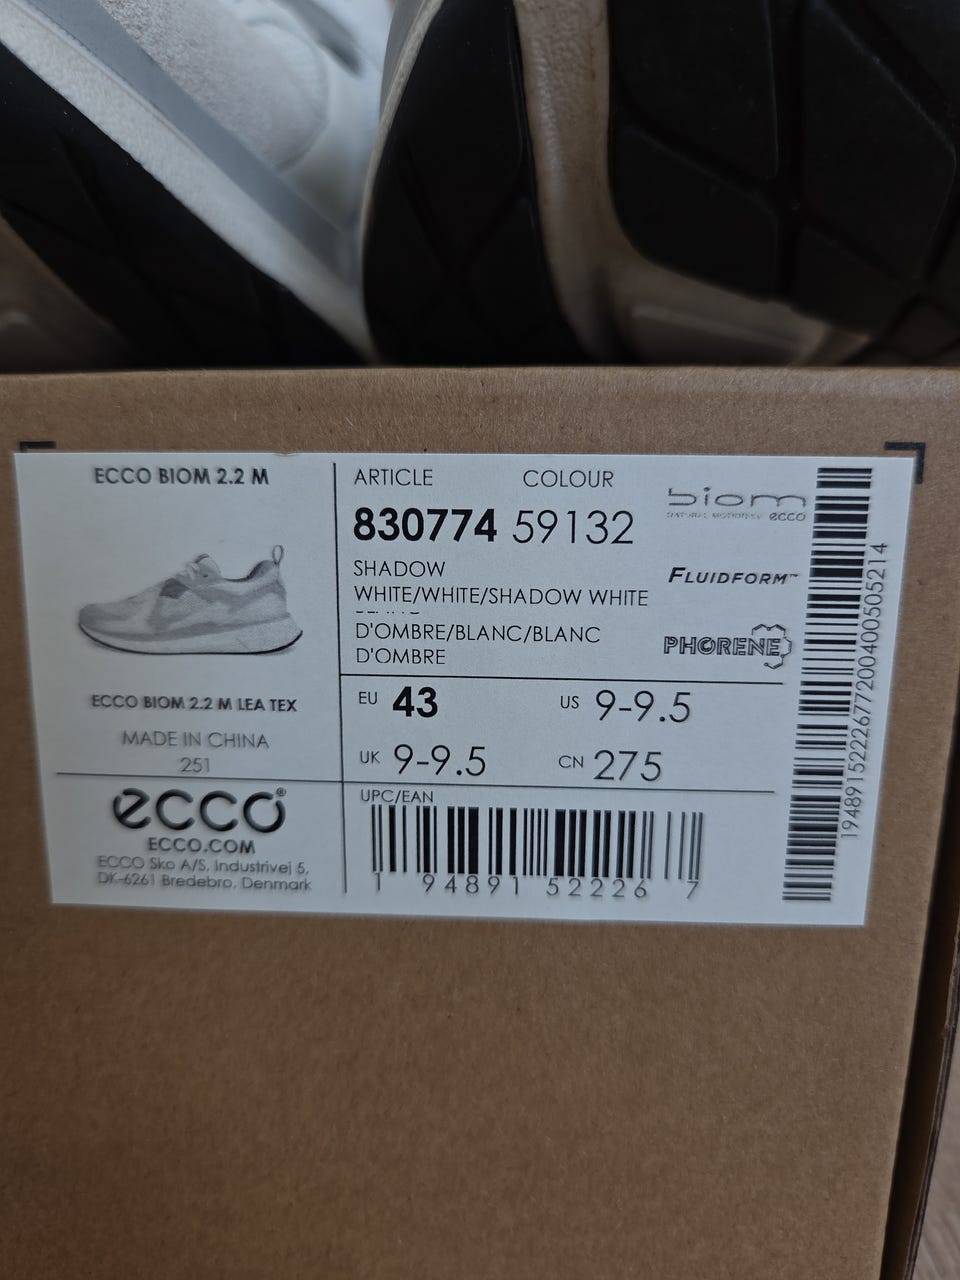 ECCO BIOM 2.2 M
ECCO BIOM 2.2 M LEA TEX
MADE IN CHINA
251
ecco®
ECCO.COM
ECCO Sko A/S, Industrivej 5,
DK-6261 Bredebro, Denmark
ARTICLE COLOUR
830774 59132
SHADOW
WHITE/WHITE/SHADOW WHITE
D'OMBRE/BLANC/BLANC
D'OMBRE
EU 43 US 9-9.5
UK 9-9.5 CN 275
UPC/EAN
1 94891 52226 7
biom
ecco
FLUIDFORM™
PHORENE
194891522267720040050521​4